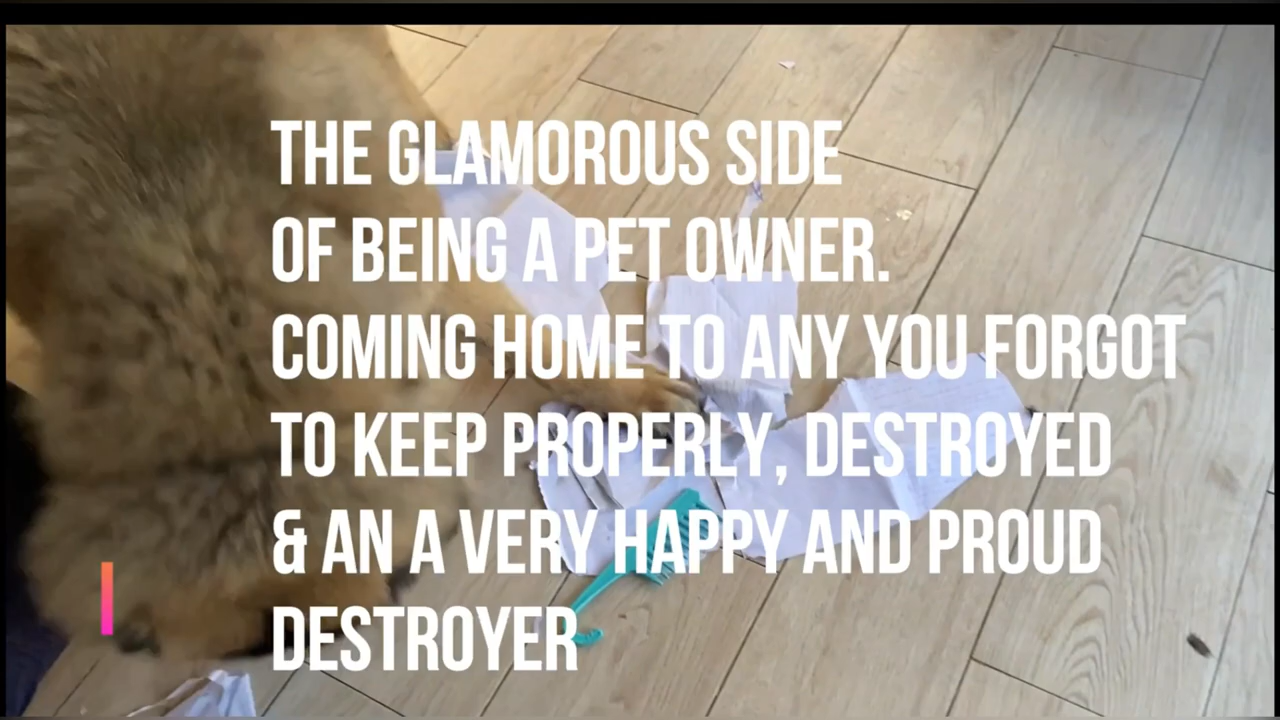 THE GLAMOROUS SIDE
OF BEING A PET OWNER.
COMING HOME TO ANY YOU FORGOT
TO KEEP PROPERLY, DESTROYED
& AN A VERY HAPPY AND PROUD
DESTROYER